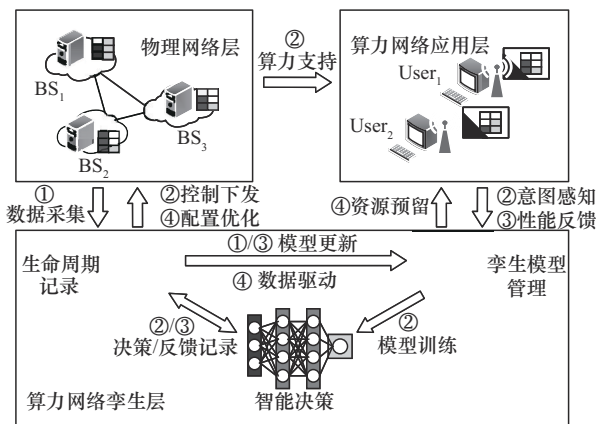 物理网络层
BS1
BS2
BS3
②
算力支持
算力网络应用层
User1
User2
①
数据采集
②控制下发
④配置优化
④资源预留
②意图感知
③性能反馈
生命周期
记录
①/③ 模型更新
④ 数据驱动
孪生模型
管理
②/③
决策/反馈记录
②
模型训练
算力网络孪生层
智能决策